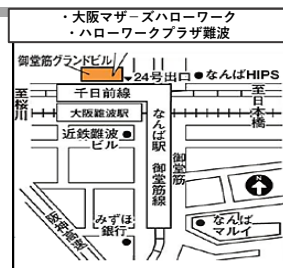 ・大阪マザーズハローワーク
・ハローワークプラザ難波
御堂筋グランドビル
24号出口
なんばHIPS
至桜川
千日前線
至日本橋
大阪難波駅
近鉄難波ビル
なんば駅 御堂筋線
御堂筋
阪神高速
みずほ銀行
なんばマルイ
N